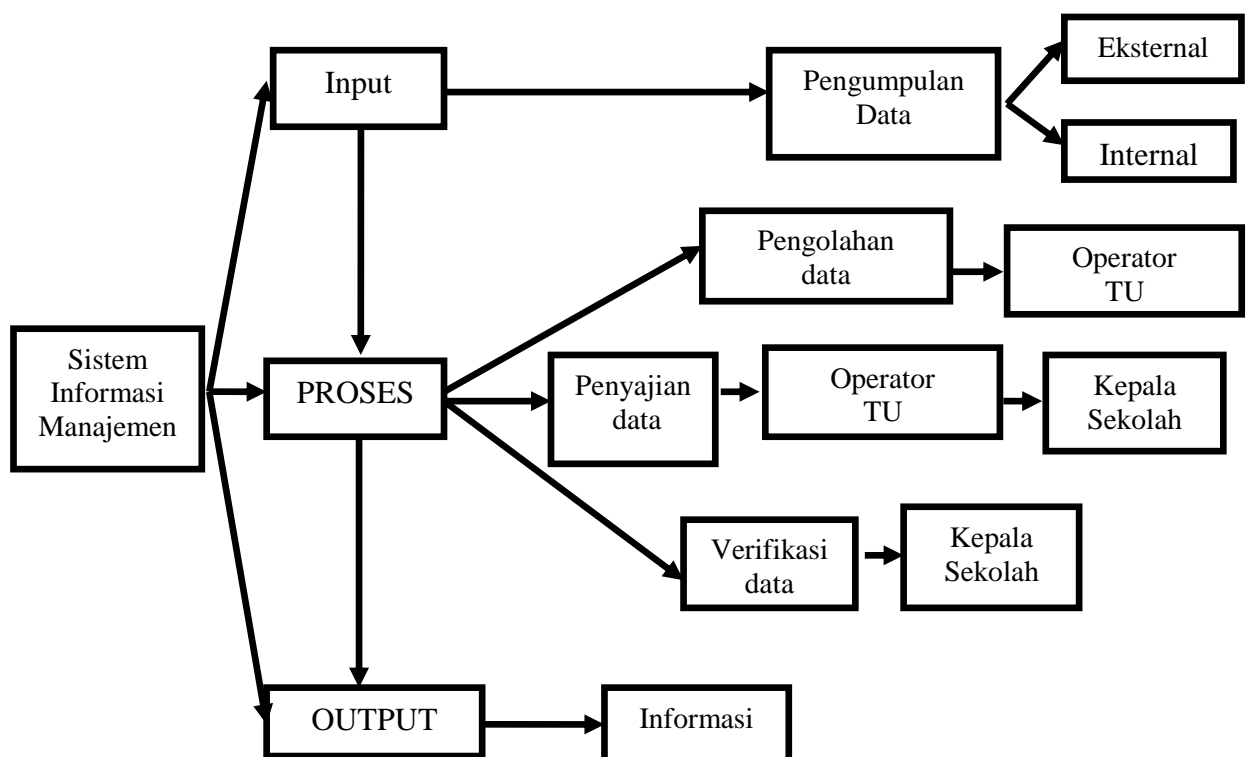 Input
Pengumpulan
Data
Eksternal
Internal
Pengolahan
data
Operator
TU
Sistem
Informasi
Manajemen
PROSES
Penyajian
data
Operator
TU
Kepala
Sekolah
Verifikasi
data
Kepala
Sekolah
OUTPUT
Informasi